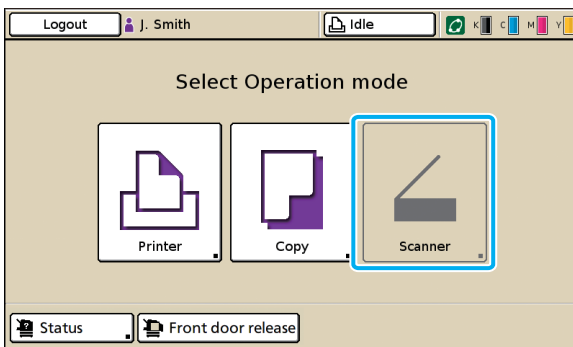 Logout J. Smith Idle K C M Y
Select Operation mode
Printer Copy Scanner
Status Front door release